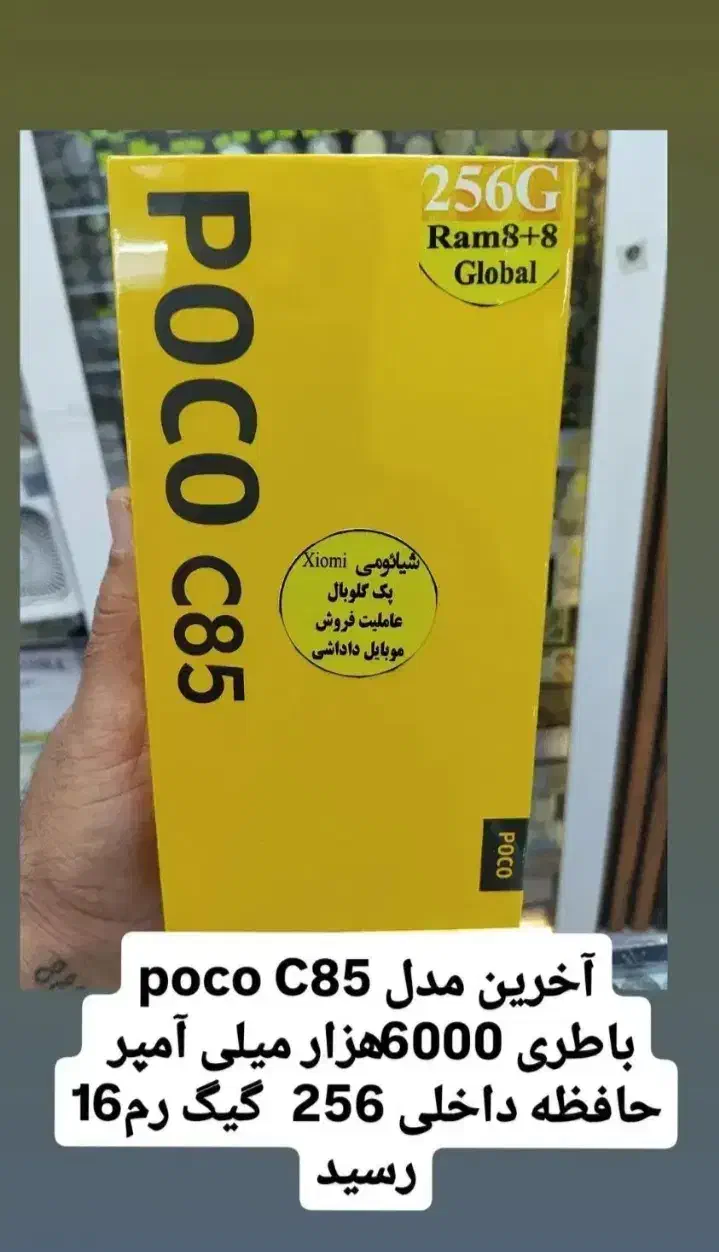 256G
Ram8+8
Global
POCO C85
شیائومی Xiomi
پک گلوبال
عاملیت فروش
موبایل داداشی
POCO
آخرین مدل poco C85
باطری 6000هزار میلی آمپر
حافظه داخلی 256 گیگ رم16
رسید